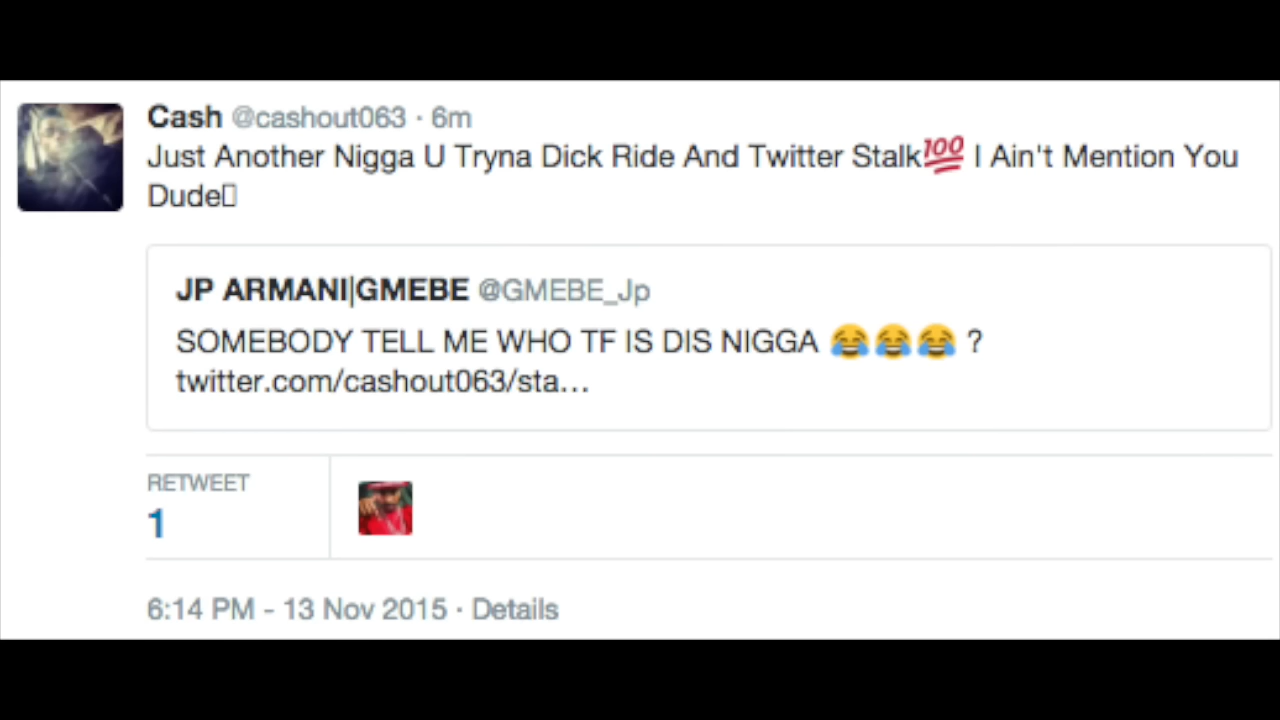 Cash @cashout063 · 6m
Just Another Nigga U Tryna Dick Ride And Twitter Stalk💯 I Ain't Mention You
Dude▯
JP ARMANI|GMEBE @GMEBE_Jp
SOMEBODY TELL ME WHO TF IS DIS NIGGA 😂😂😂 ?
twitter.com/cashout063/sta…
RETWEET
1
6:14 PM - 13 Nov 2015 · Details